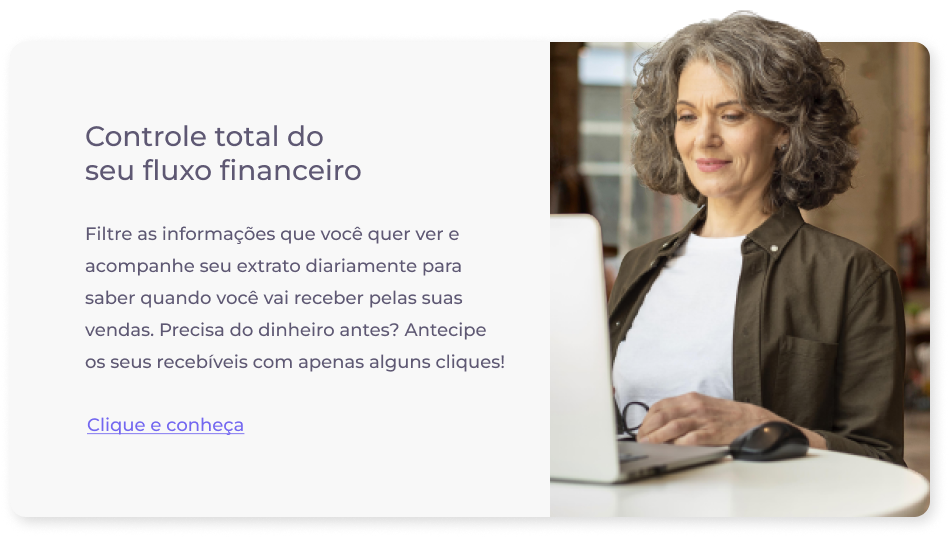 Controle total do
seu fluxo financeiro
Filtre as informações que você quer ver e
acompanhe seu extrato diariamente para
saber quando você vai receber pelas suas
vendas. Precisa do dinheiro antes? Antecipe
os seus recebíveis com apenas alguns cliques!
Clique e conheça